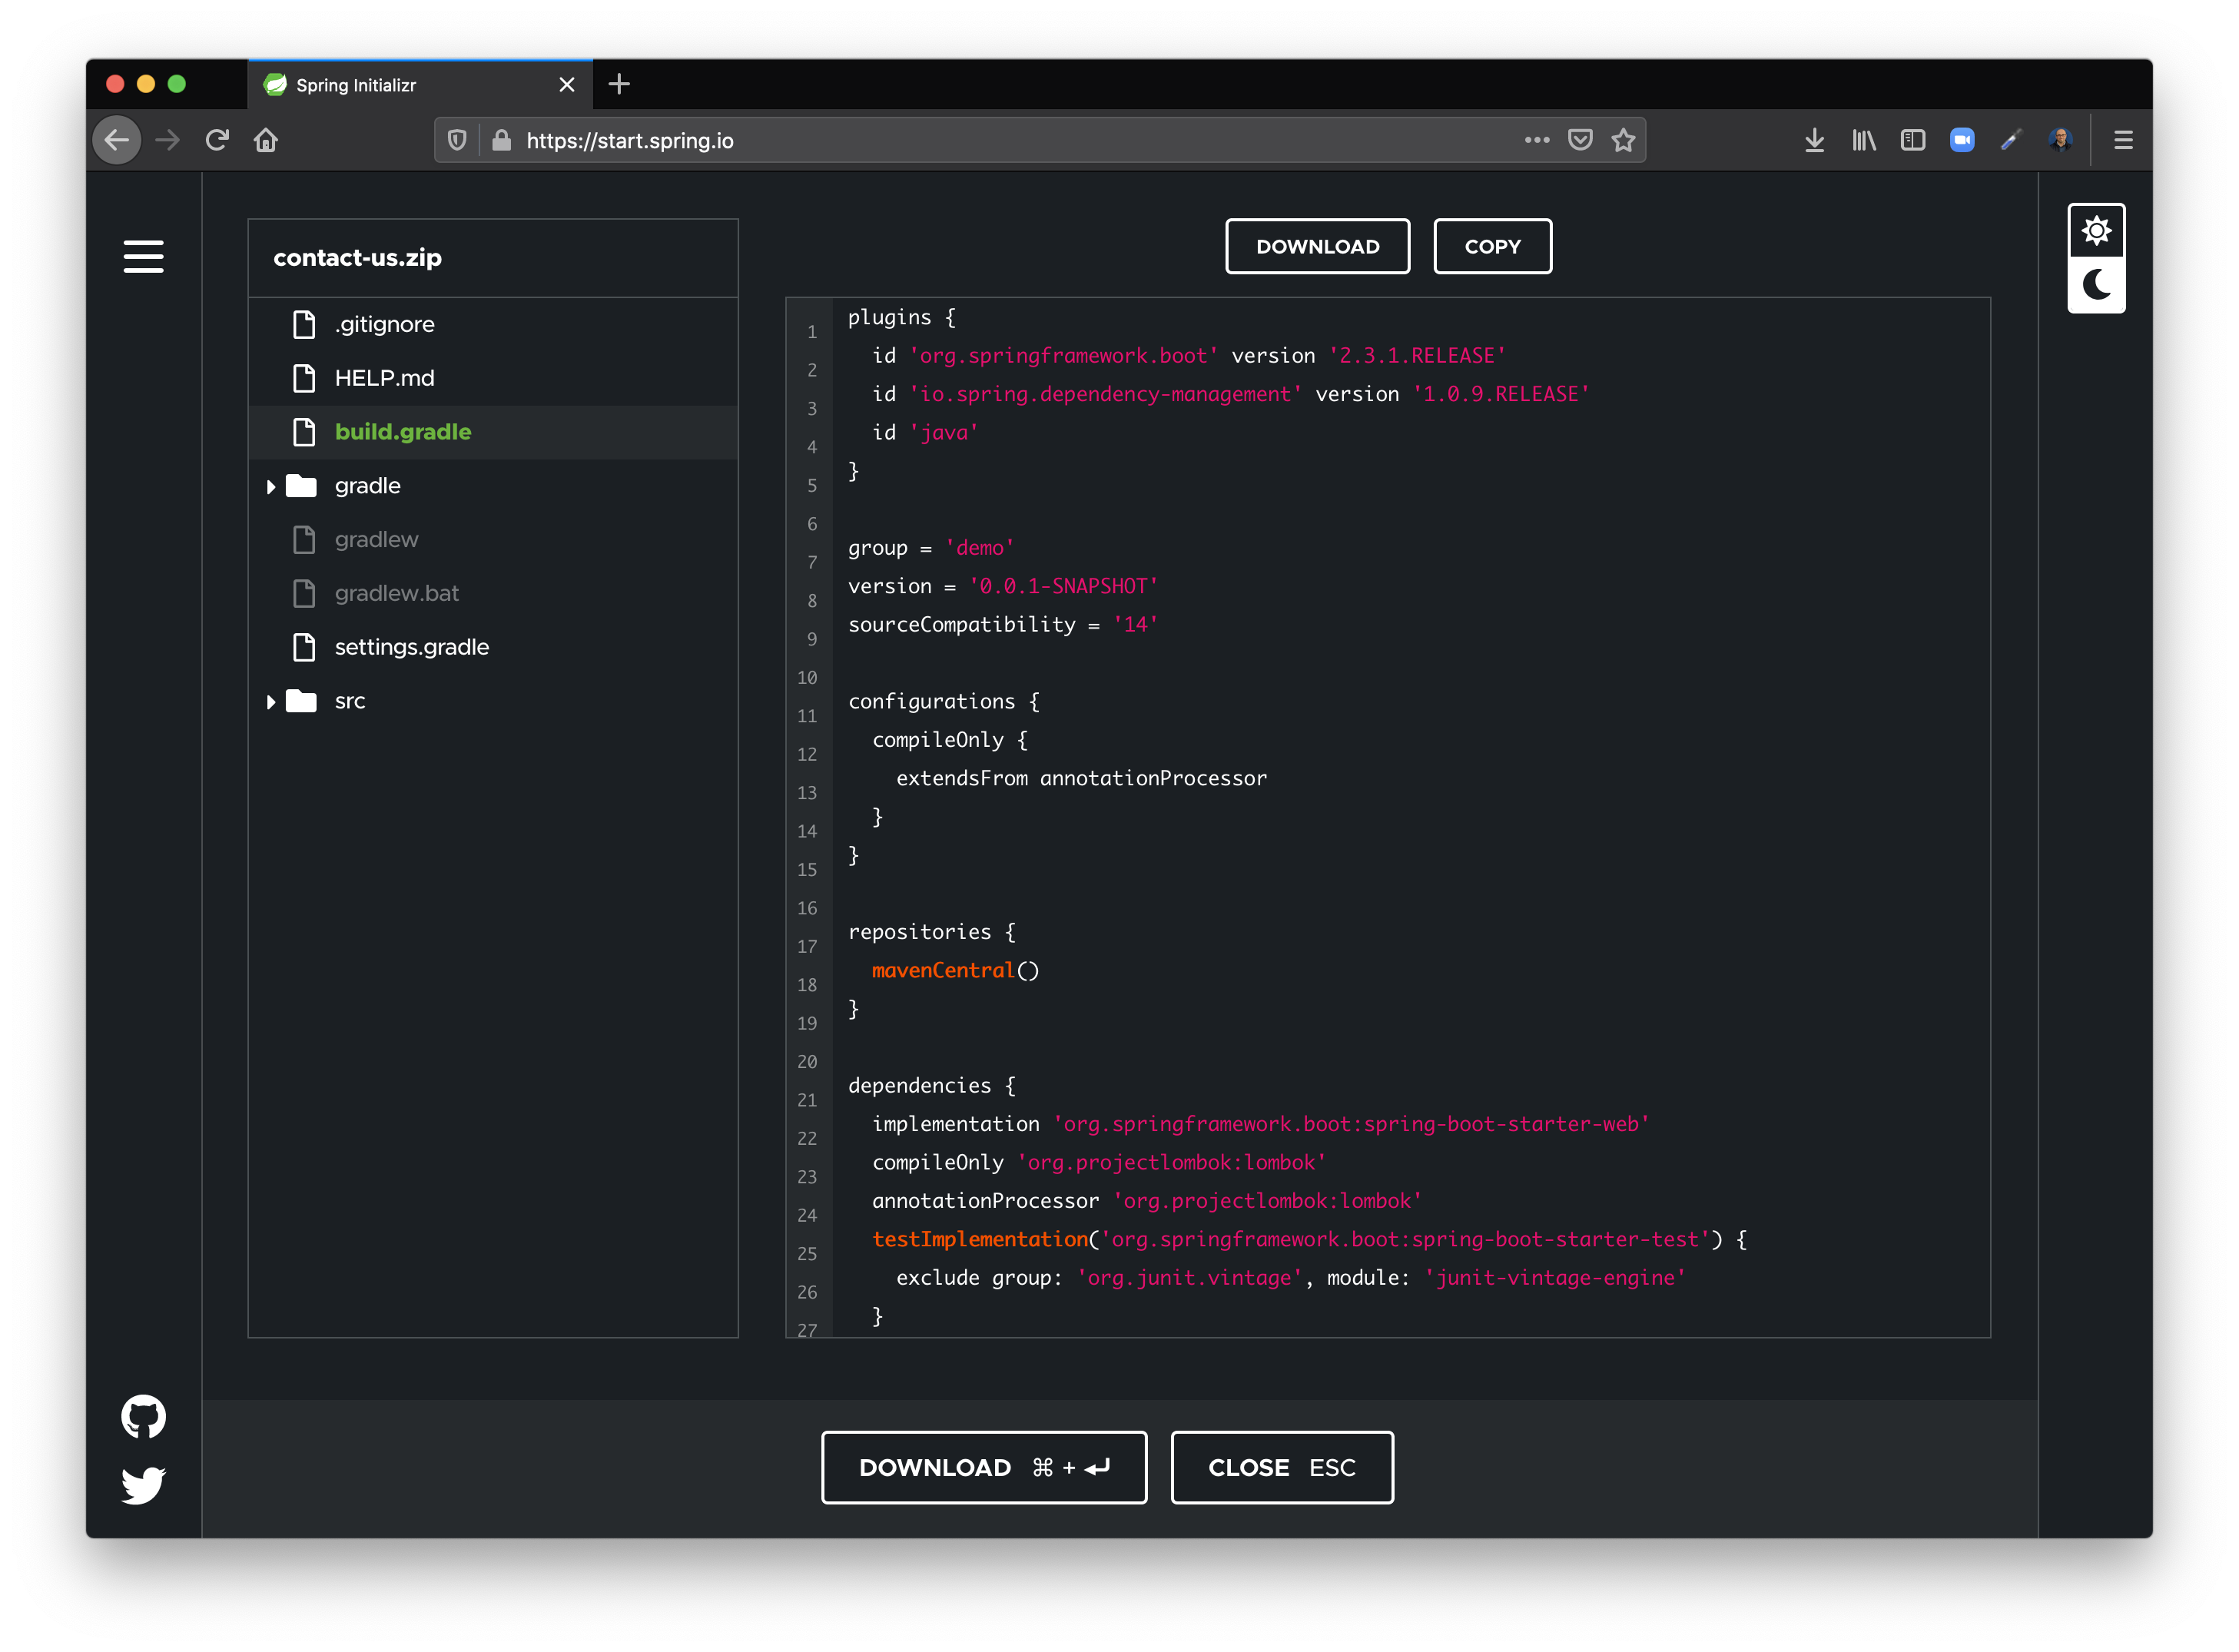 Spring Initializr
https://start.spring.io
contact-us.zip
.gitignore
HELP.md
build.gradle
gradle
gradlew
gradlew.bat
settings.gradle
src
DOWNLOAD COPY
1 plugins {
2 id 'org.springframework.boot' version '2.3.1.RELEASE'
3 id 'io.spring.dependency-management' version '1.0.9.RELEASE'
4 id 'java'
5 }
6
7 group = 'demo'
8 version = '0.0.1-SNAPSHOT'
9 sourceCompatibility = '14'
10
11 configurations {
12 compileOnly {
13 extendsFrom annotationProcessor
14 }
15 }
16
17 repositories {
18 mavenCentral()
19 }
20
21 dependencies {
22 implementation 'org.springframework.boot:spring-boot-starter-web'
23 compileOnly 'org.projectlombok:lombok'
24 annotationProcessor 'org.projectlombok:lombok'
25 testImplementation('org.springframework.boot:spring-boot-starter-test') {
26 exclude group: 'org.junit.vintage', module: 'junit-vintage-engine'
27 }
DOWNLOAD ⌘ + ↵ CLOSE ESC